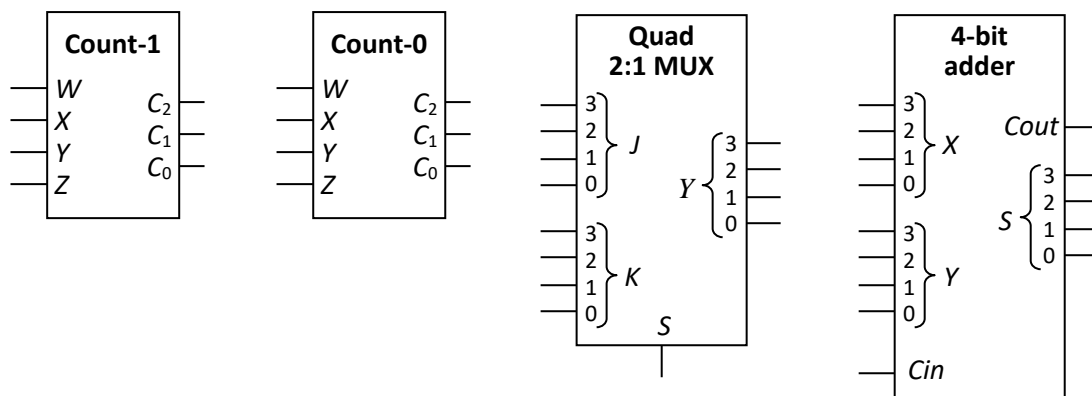 Count-1
W
X
Y
Z
C₂
C₁
C₀
Count-0
W
X
Y
Z
C₂
C₁
C₀
Quad
2:1 MUX
3
2
1
0
J
3
2
1
0
K
Y
3
2
1
0
S
4-bit
adder
3
2
1
0
X
3
2
1
0
Y
Cin
Cout
S
3
2
1
0